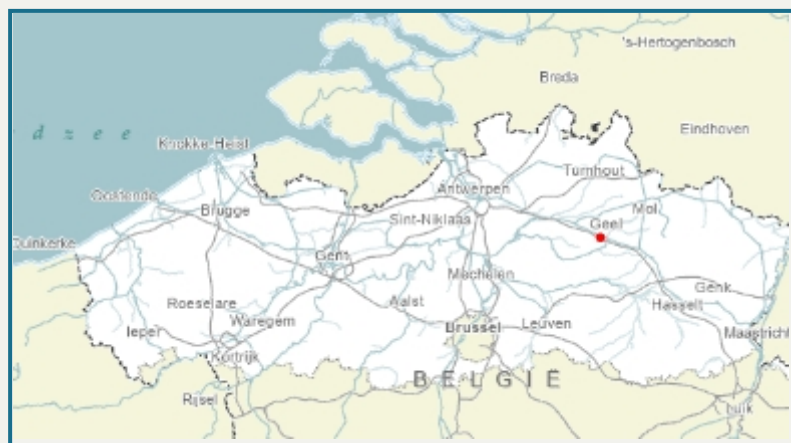 's-Hertogenbosch
Breda
d z e e
Eindhoven
Knokke-Heist
Turnhout
Oostende
Antwerpen
Mol
Brugge
Sint-Niklaas
Geel
Duinkerke
Gent
Mechelen
Genk
Roeselare
Aalst
Hasselt
Ieper
Waregem
Brussel
Leuven
Maastricht
Kortrijk
BELGIË
Rijsel
Luik